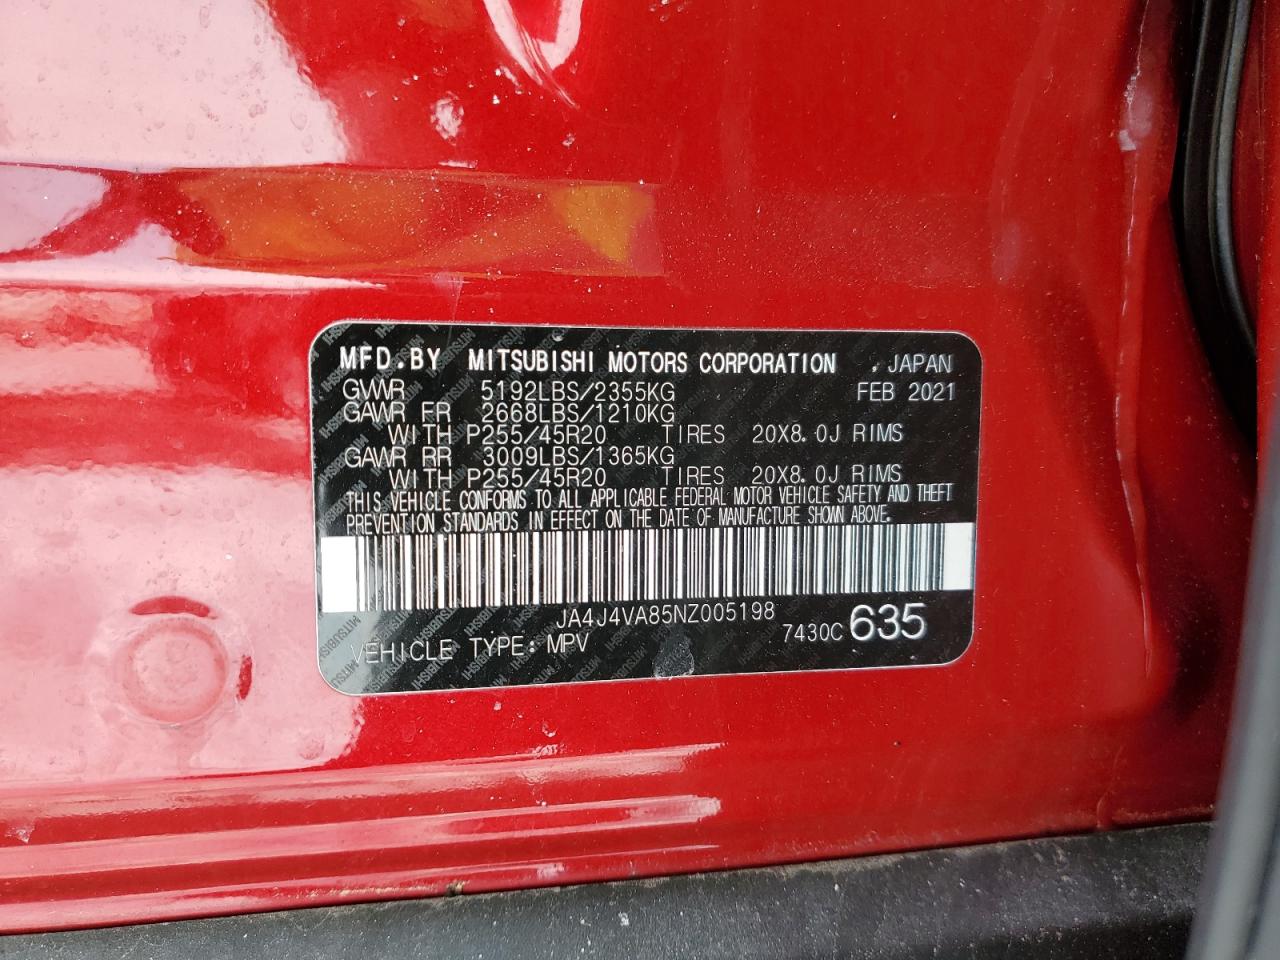 MFD.BY MITSUBISHI MOTORS CORPORATION . JAPAN
GVWR 5192LBS/2355KG FEB 2021
GAWR FR 2668LBS/1210KG
WITH P255/45R20 TIRES 20X8.0J RIMS
GAWR RR 3009LBS/1365KG
WITH P255/45R20 TIRES 20X8.0J RIMS
THIS VEHICLE CONFORMS TO ALL APPLICABLE FEDERAL MOTOR VEHICLE SAFETY AND THEFT
PREVENTION STANDARDS IN EFFECT ON THE DATE OF MANUFACTURE SHOWN ABOVE.
JA4J4VA85NZ005198
VEHICLE TYPE: MPV 7430C 635